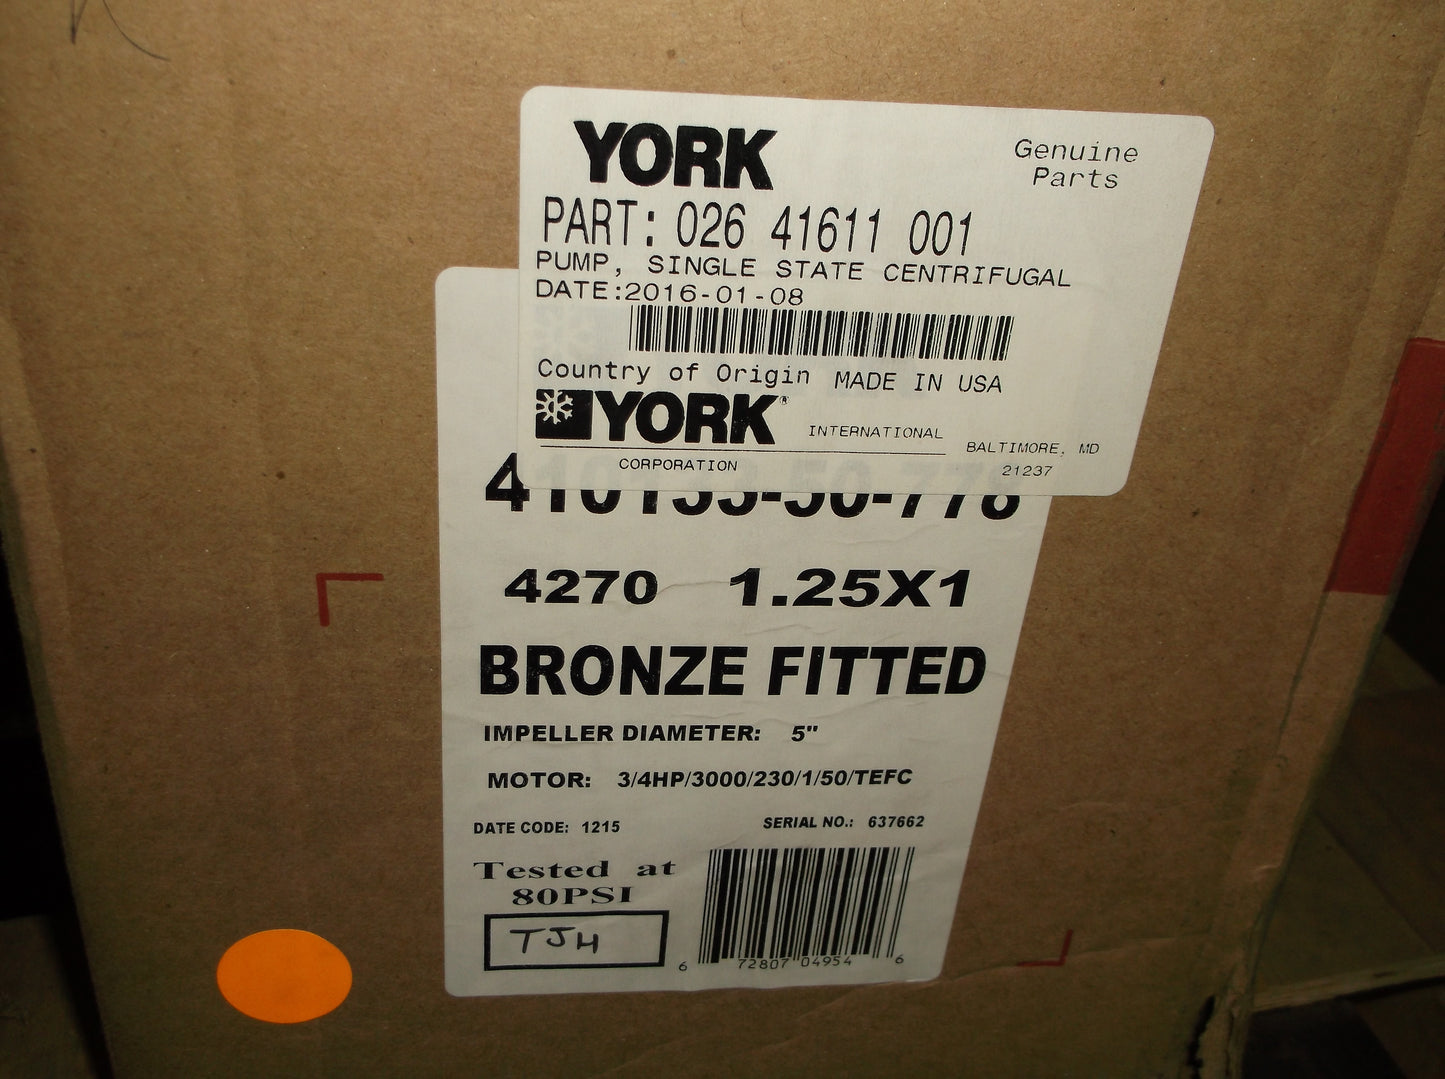 YORK
Genuine
Parts
PART: 026 41611 001
PUMP, SINGLE STATE CENTRIFUGAL
DATE:2016-01-08
Country of Origin MADE IN USA
YORK® INTERNATIONAL BALTIMORE, MD
CORPORATION 21237
4270 1.25X1
BRONZE FITTED
IMPELLER DIAMETER: 5"
MOTOR: 3/4HP/3000/230/1/50/TEFC
DATE CODE: 1215 SERIAL NO.: 637662
Tested at
80PSI
TJH
6 72807 04954 6